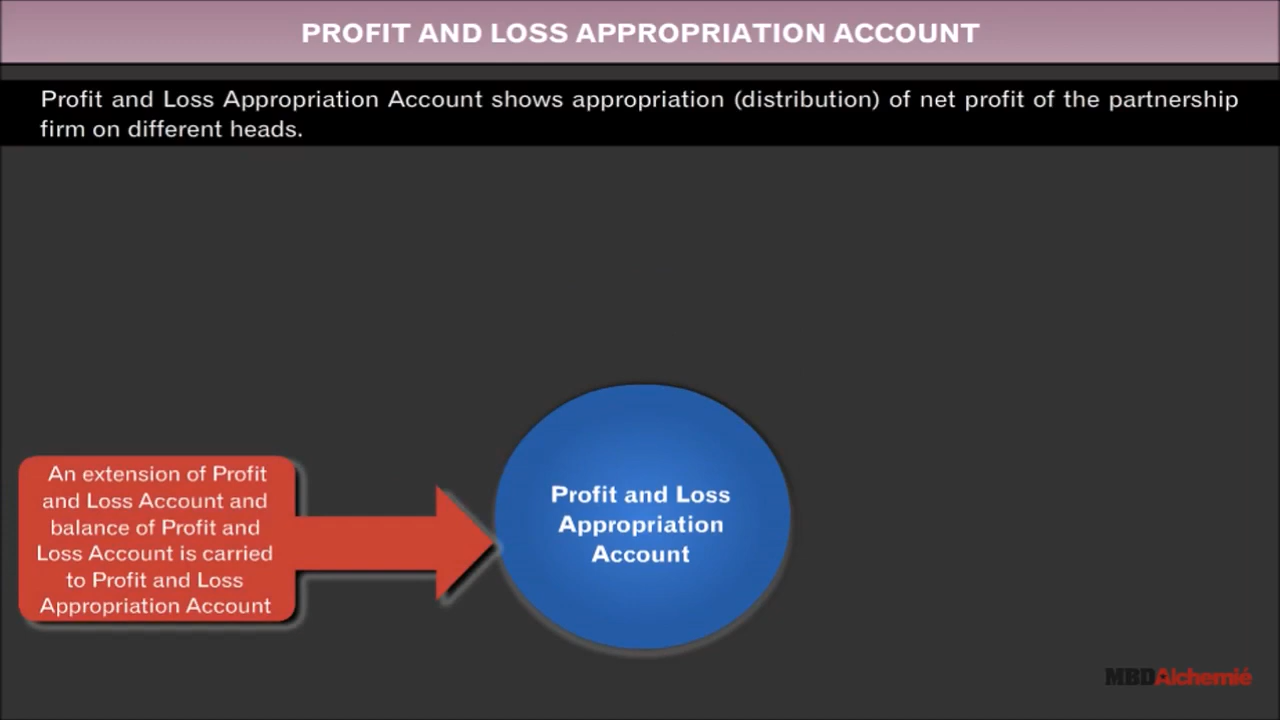 PROFIT AND LOSS APPROPRIATION ACCOUNT
Profit and Loss Appropriation Account shows appropriation (distribution) of net profit of the partnership
firm on different heads.
An extension of Profit
and Loss Account and
balance of Profit and
Loss Account is carried
to Profit and Loss
Appropriation Account
Profit and Loss
Appropriation
Account
MBDAlchemié